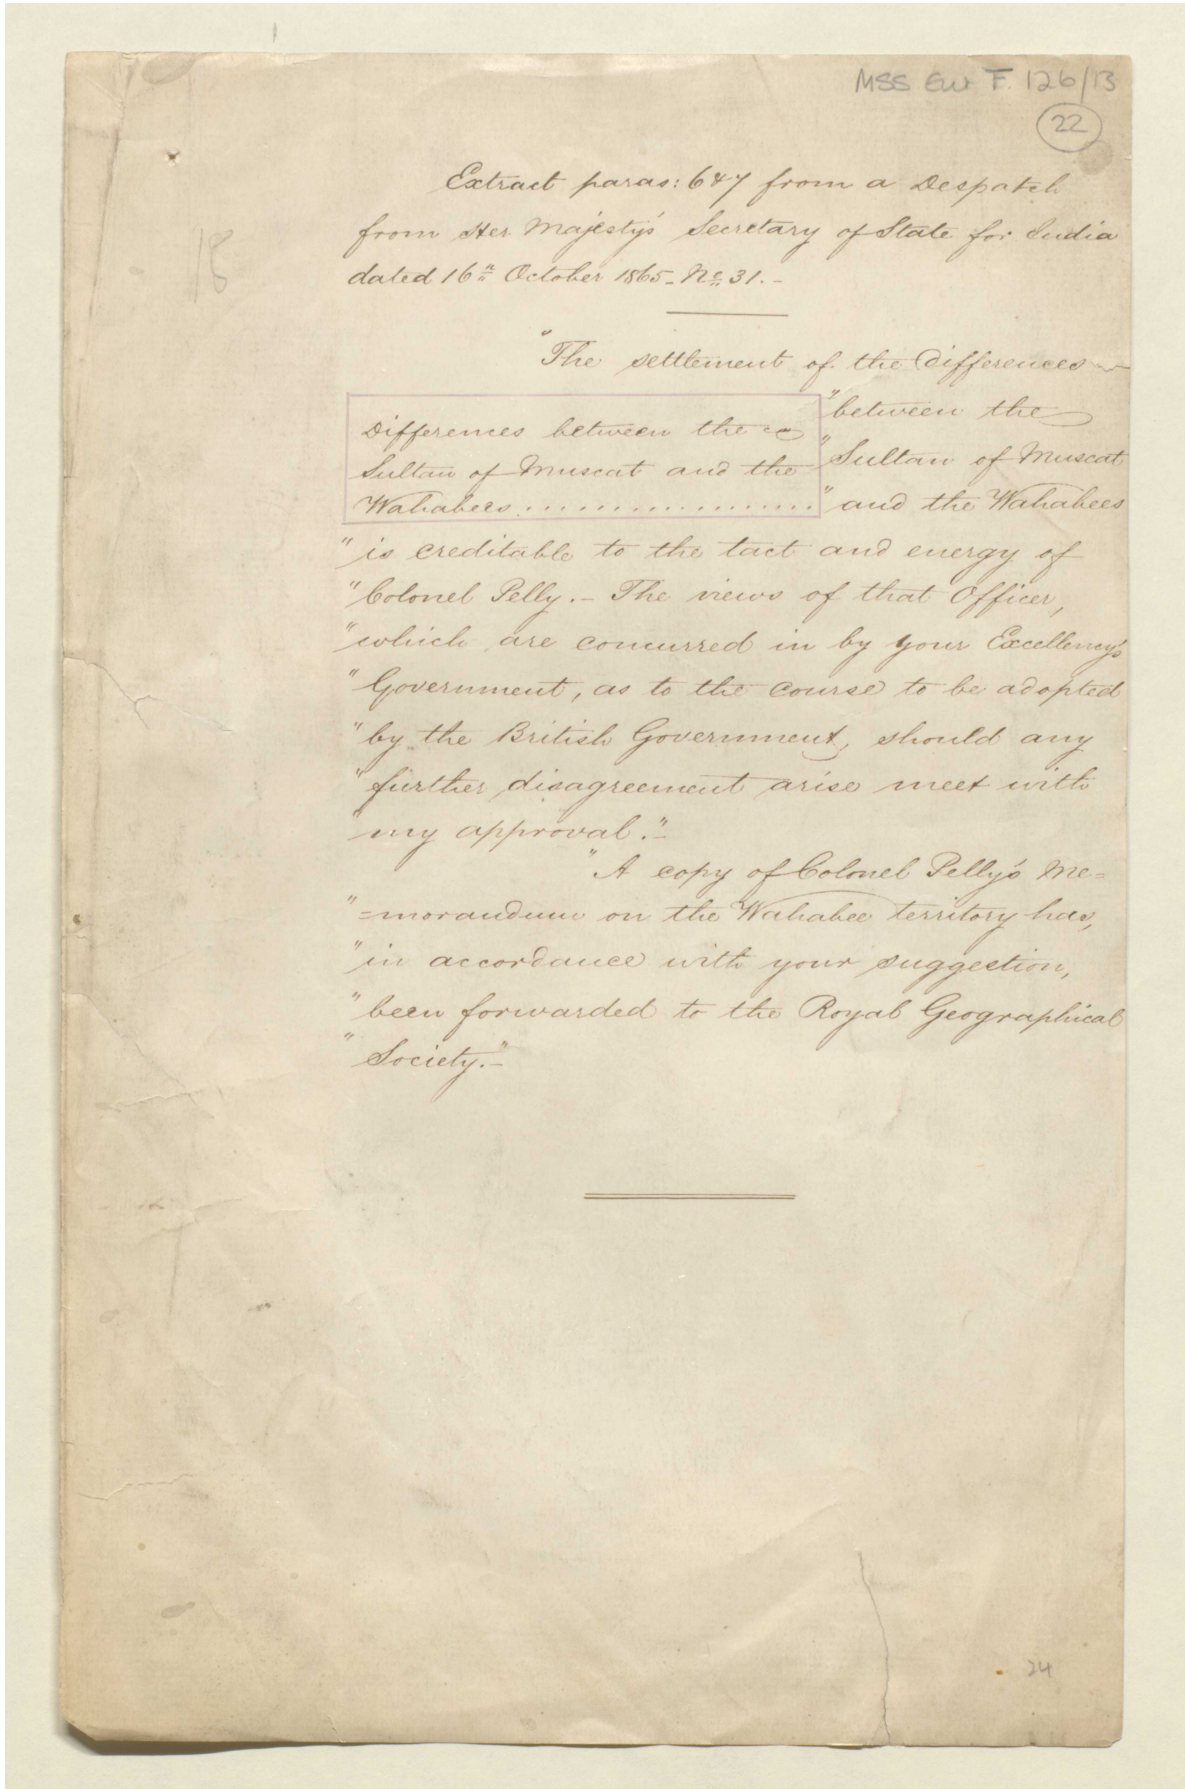 MSS Eur F. 126/13
22
18
Extract paras: 6 & 7 from a Despatch
from Her Majesty's Secretary of State for India
dated 16th October 1865 - No. 31. -
"The settlement of the differences
Differences between the
Sultan of Muscat and the
Wahabees ..................
"between the
"Sultan of Muscat
"and the Wahabees
"is creditable to the tact and energy of
"Colonel Pelly. - The views of that Officer,
"which are concurred in by your Excellency's
"Government, as to the course to be adopted
"by the British Government, should any
"further disagreement arise meet with
"my approval." -
"A copy of Colonel Pelly's Me=
"=morandum on the Wahabee territory has,
"in accordance with your suggestion,
"been forwarded to the Royal Geographical
"Society." -
24